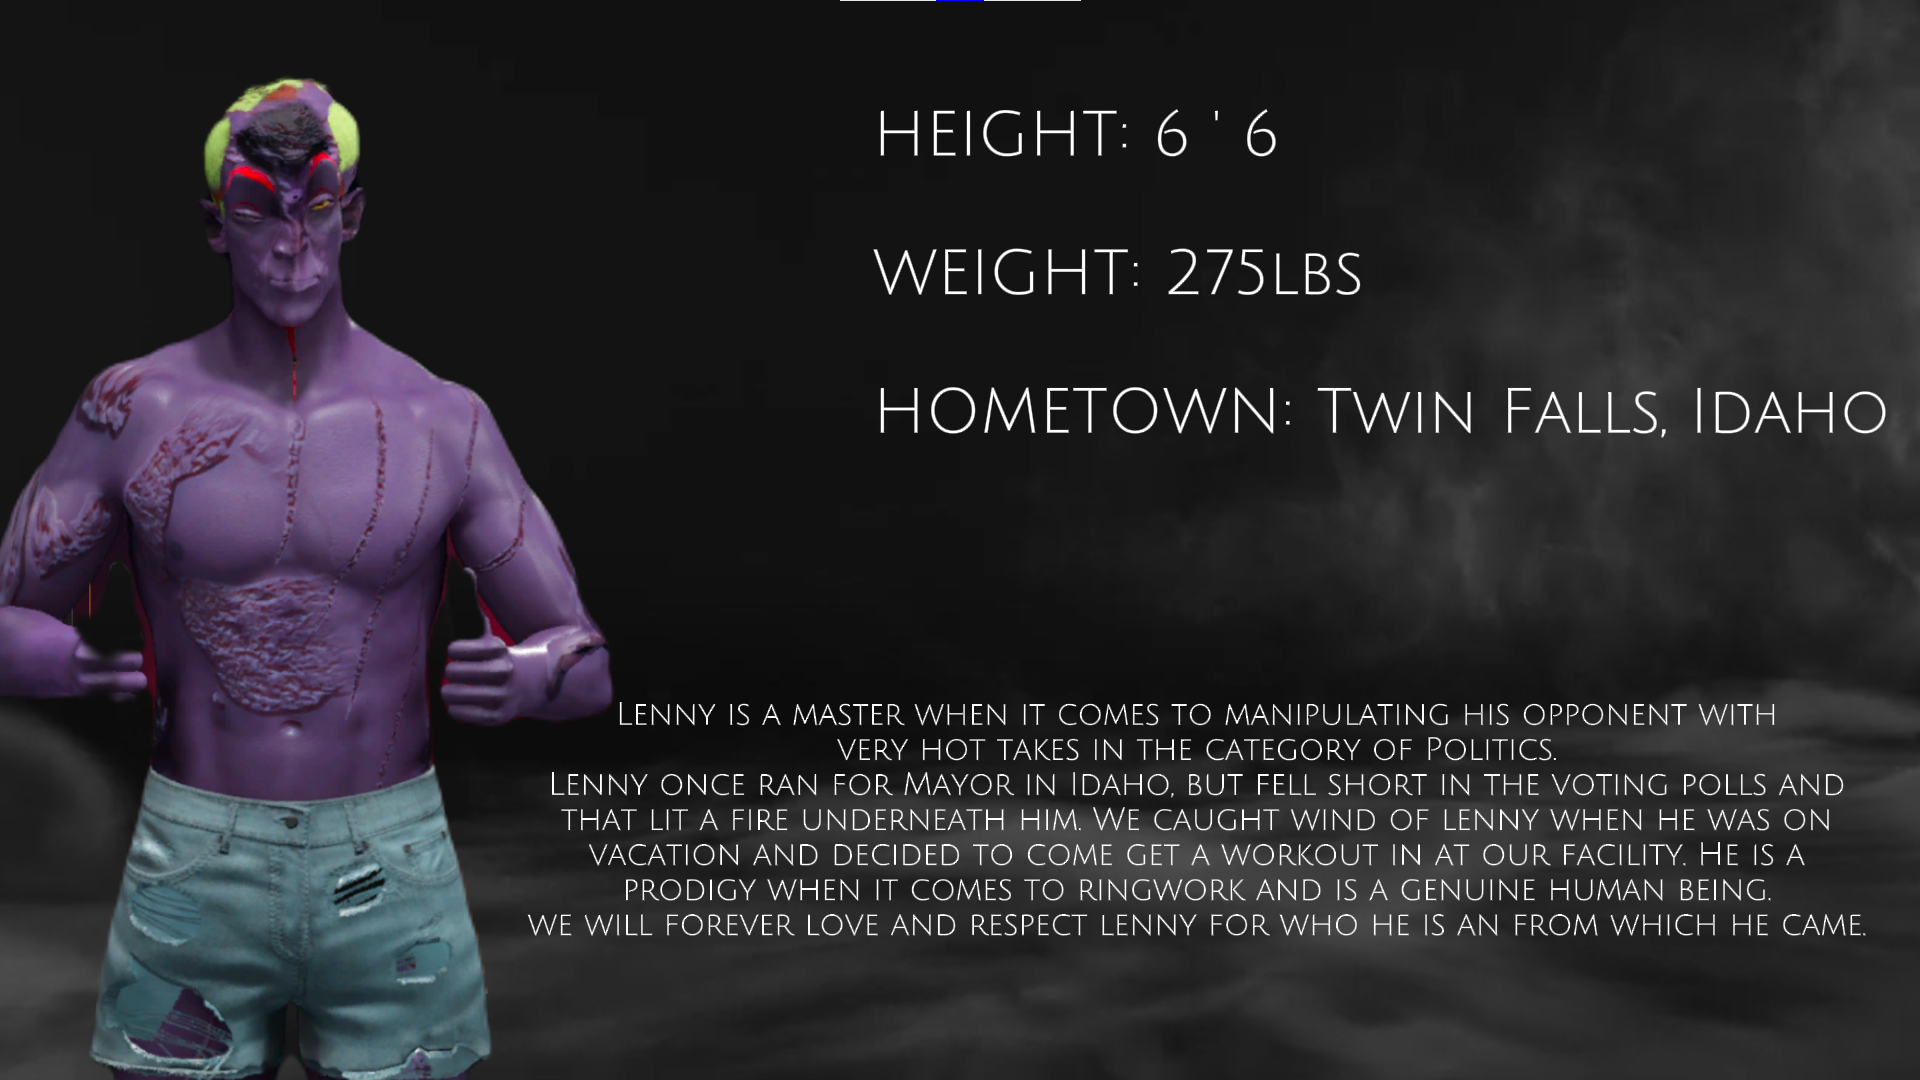 HEIGHT: 6 ' 6
WEIGHT: 275LBS
HOMETOWN: TWIN FALLS, IDAHO
LENNY IS A MASTER WHEN IT COMES TO MANIPULATING HIS OPPONENT WITH
VERY HOT TAKES IN THE CATEGORY OF POLITICS.
LENNY ONCE RAN FOR MAYOR IN IDAHO, BUT FELL SHORT IN THE VOTING POLLS AND
THAT LIT A FIRE UNDERNEATH HIM. WE CAUGHT WIND OF LENNY WHEN HE WAS ON
VACATION AND DECIDED TO COME GET A WORKOUT IN AT OUR FACILITY. HE IS A
PRODIGY WHEN IT COMES TO RINGWORK AND IS A GENUINE HUMAN BEING.
WE WILL FOREVER LOVE AND RESPECT LENNY FOR WHO HE IS AN FROM WHICH HE CAME.